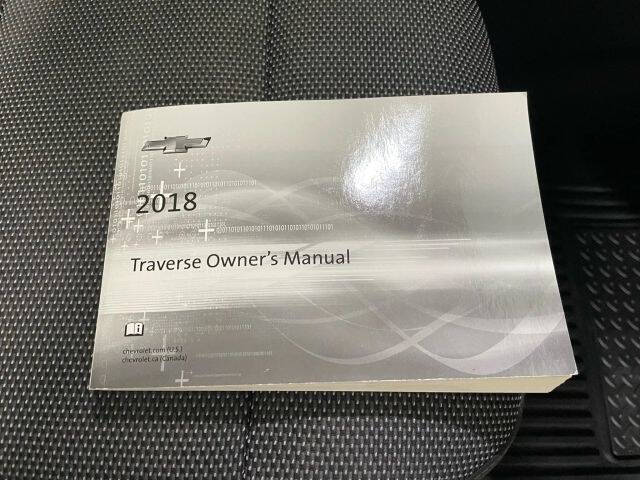 2018
Traverse Owner's Manual
chevrolet.com (U.S.)
chevrolet.ca (Canada)